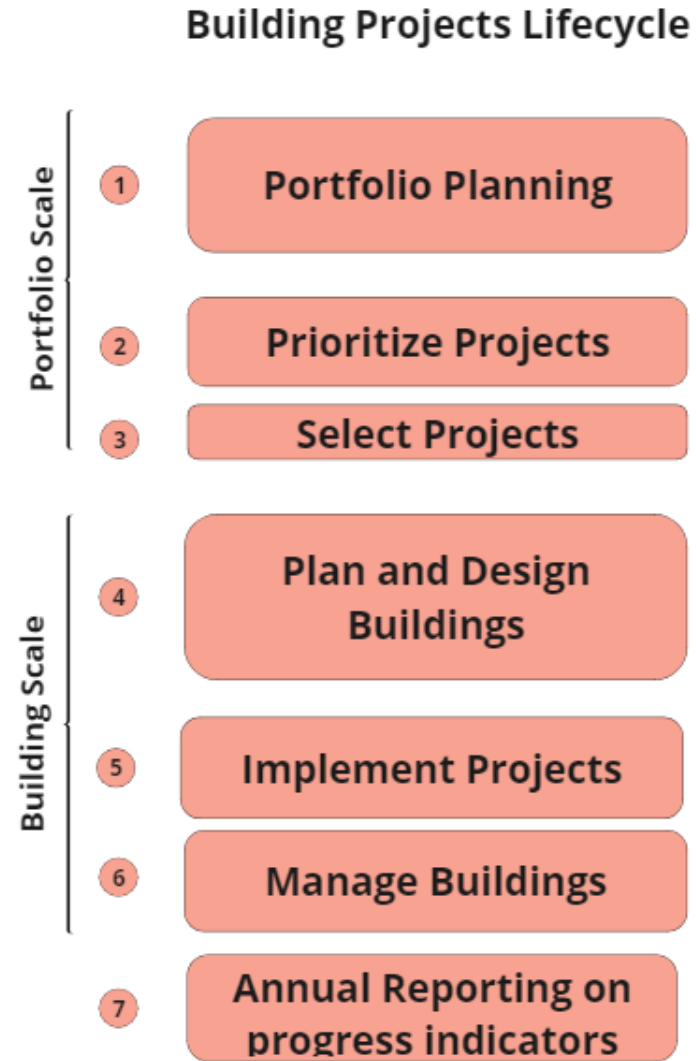 Building Projects Lifecycle
Portfolio Scale
1
Portfolio Planning
2
Prioritize Projects
3
Select Projects
Building Scale
4
Plan and Design
Buildings
5
Implement Projects
6
Manage Buildings
7
Annual Reporting on
progress indicators